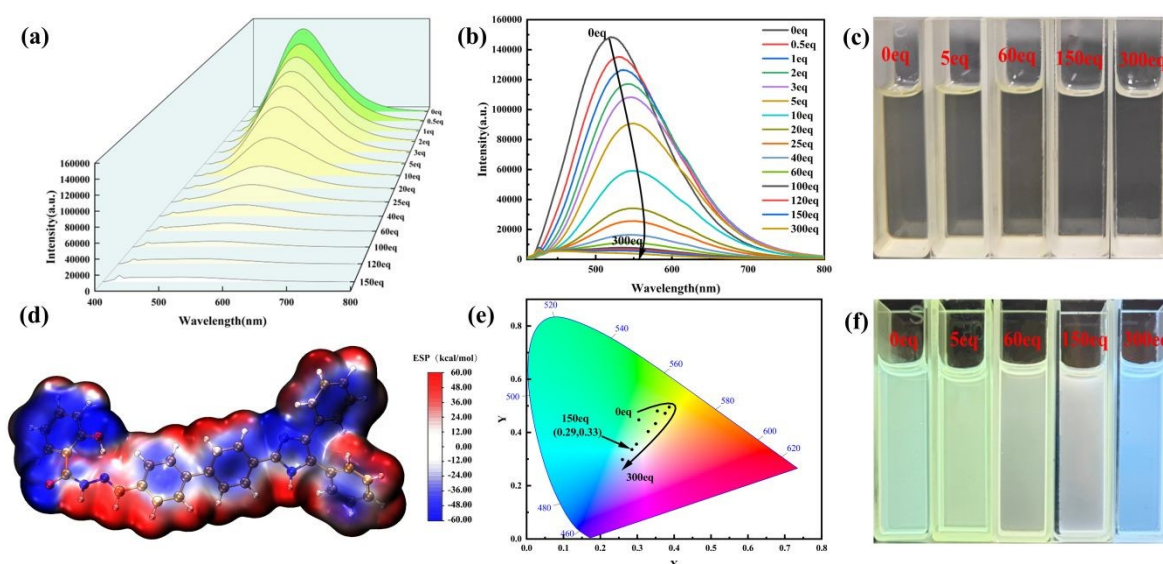 (a)
160000
140000
120000
100000
80000
60000
40000
20000
0
Intensity(a.u.)
400
500
600
700
800
Wavelength(nm)
0eq
0.5eq
1eq
2eq
3eq
5eq
10eq
20eq
25eq
40eq
60eq
100eq
120eq
150eq
(b)
160000
140000
120000
100000
80000
60000
40000
20000
0
Intensity(a.u.)
500
600
700
800
Wavelength(nm)
0eq
300eq
0eq
0.5eq
1eq
2eq
3eq
5eq
10eq
20eq
25eq
40eq
60eq
100eq
120eq
150eq
300eq
(c)
0eq 5eq 60eq 150eq 300eq
(d)
ESP (kcal/mol)
60.00
48.00
36.00
24.00
12.00
0.00
-12.00
-24.00
-36.00
-48.00
-60.00
(e)
0.8
0.6
0.4
0.2
0.0
Y
0.0 0.1 0.2 0.3 0.4 0.5 0.6 0.7 0.8
X
520
540
560
580
600
620
500
480
460
0eq
150eq
(0.29,0.33)
300eq
(f)
0eq 5eq 60eq 150eq 300eq